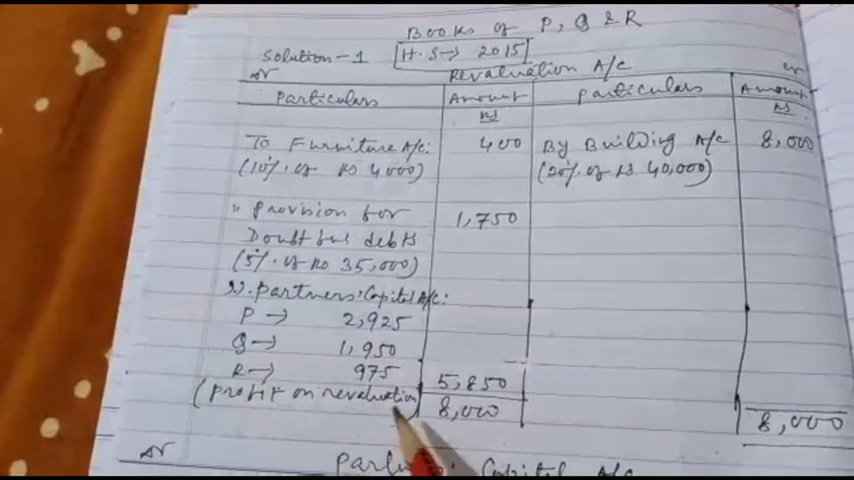 Books of P, Q & R
Solution-1 [H.S→ 2015]
Dr Revaluation A/c Cr
Particulars Amount Particulars Amount
Rs Rs
To Furniture A/c: 400 By Building A/c 8,000
(10% of Rs 4000) (20% of Rs 40,000)
" Provision for 1,750
Doubtful debts
(5% of Rs 35,000)
". Partners' Capital A/c:
P → 2,925
Q → 1,950
R → 975 5,850
(Profit on revaluation 8,000 8,000
Dr Partners' Capital A/c